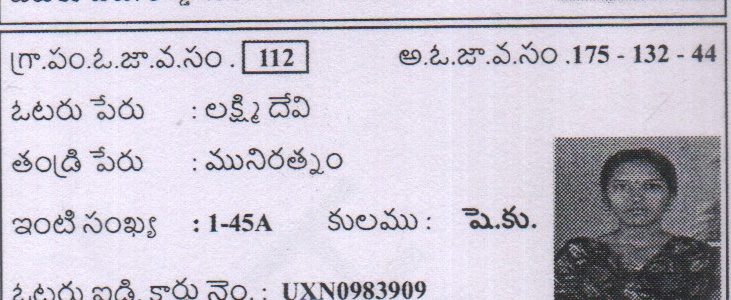 గ్రా.పం.ఓ.జా.వ.సం . 112 అ.ఓ.జా.వ.సం .175 - 132 - 44
ఓటరు పేరు : లక్ష్మి దేవి
తండ్రి పేరు : మునిరత్నం
ఇంటి సంఖ్య : 1-45A కులము : షె.కు.
ఓటరు ఐడి. కార్డు నెం. : UXN0983909